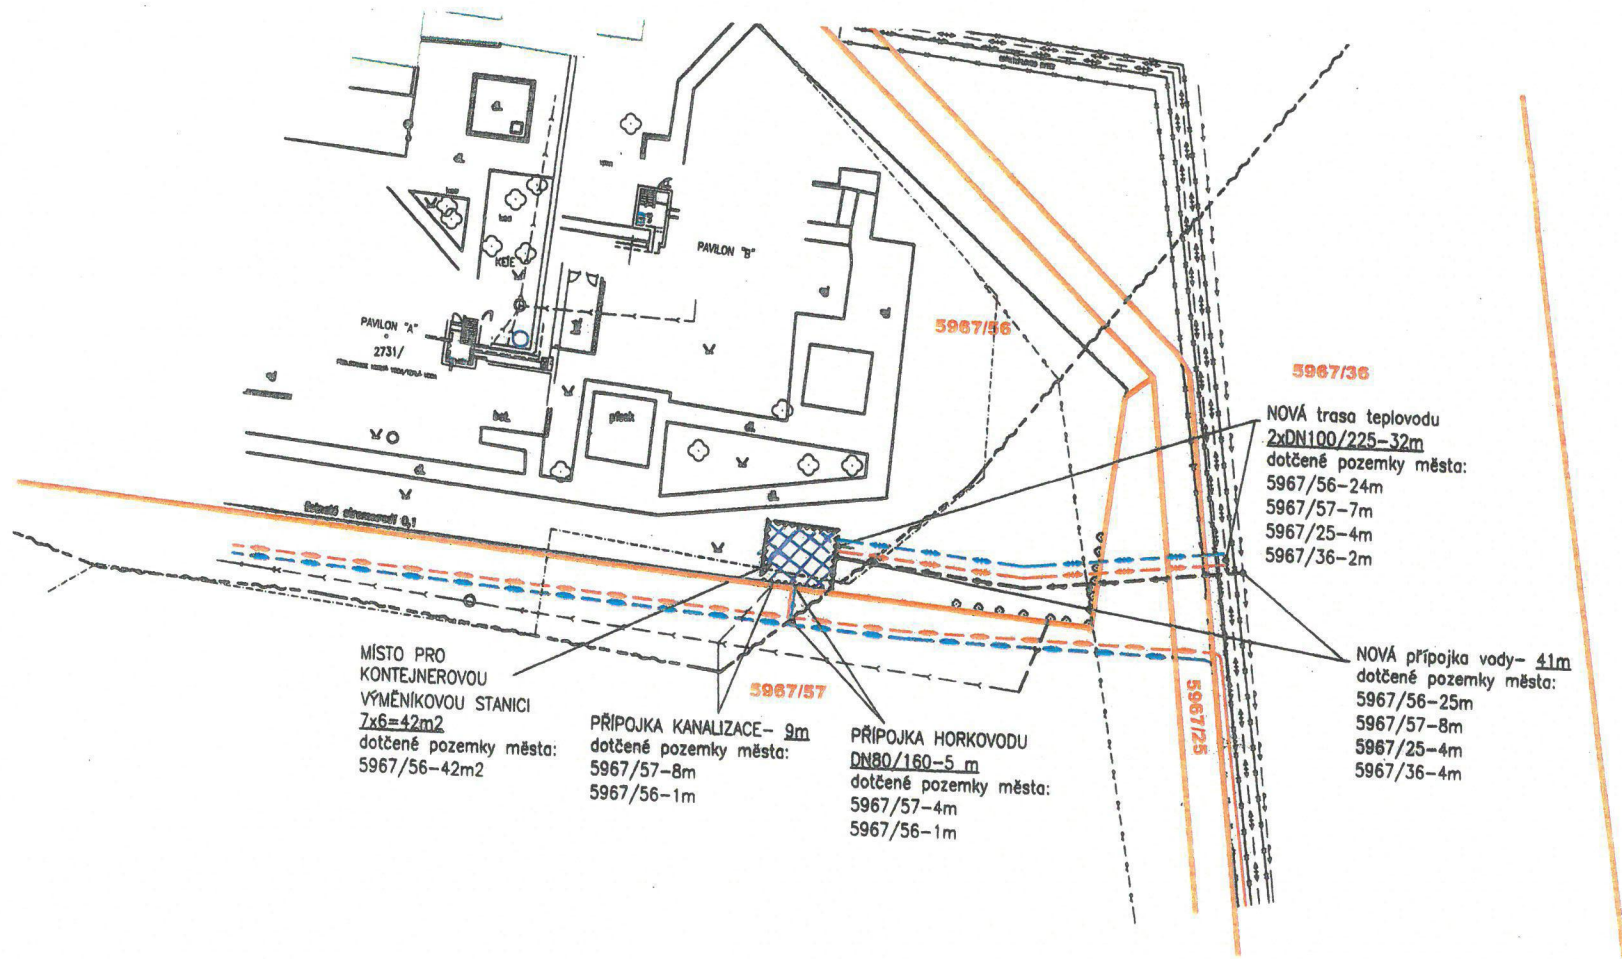 PAVILON "B"
KEJE
PAVILON "A"
2731/
bet.
písek
5967/56
5967/36
NOVÁ trasa teplovodu
2xDN100/225-32m
dotčené pozemky města:
5967/56-24m
5967/57-7m
5967/25-4m
5967/36-2m
NOVÁ přípojka vody- 41m
dotčené pozemky města:
5967/56-25m
5967/57-8m
5967/25-4m
5967/36-4m
5967/25
5967/57
MÍSTO PRO
KONTEJNEROVOU
VÝMĚNÍKOVOU STANICI
7x6=42m2
dotčené pozemky města:
5967/56-42m2
PŘÍPOJKA KANALIZACE- 9m
dotčené pozemky města:
5967/57-8m
5967/56-1m
PŘÍPOJKA HORKOVODU
DN80/160-5 m
dotčené pozemky města:
5967/57-4m
5967/56-1m